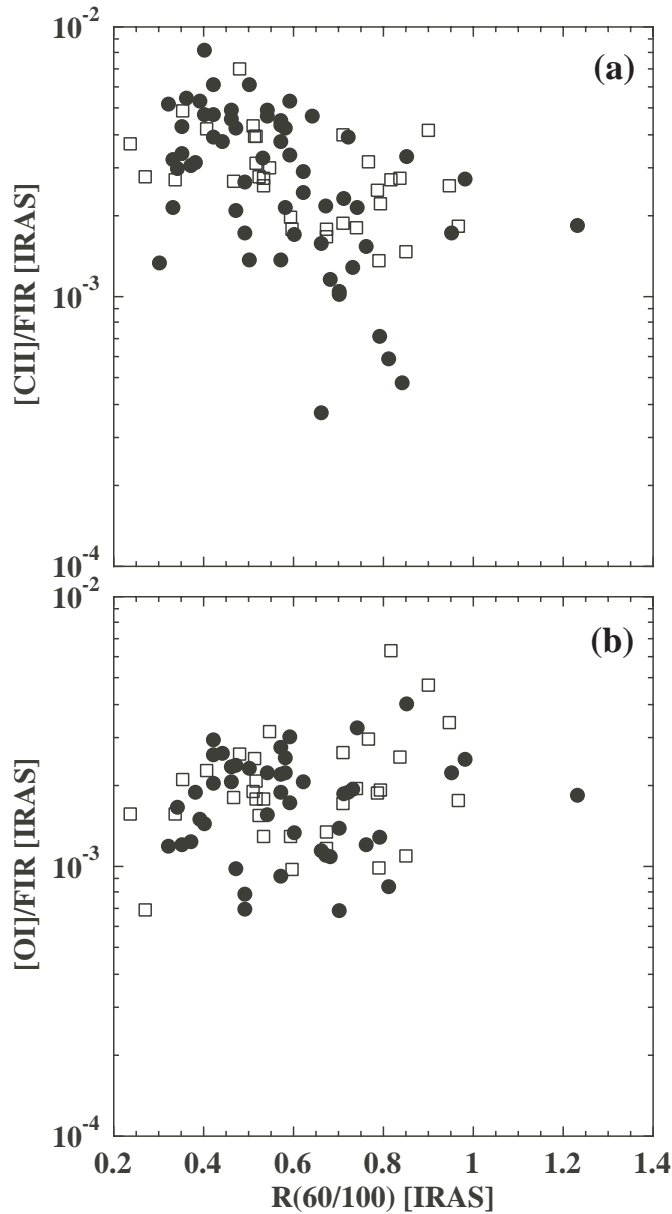 10^-2
(a)
[CII]/FIR [IRAS]
10^-3
10^-4
10^-2
(b)
[OI]/FIR [IRAS]
10^-3
10^-4
0.2 0.4 0.6 0.8 1 1.2 1.4
R(60/100) [IRAS]